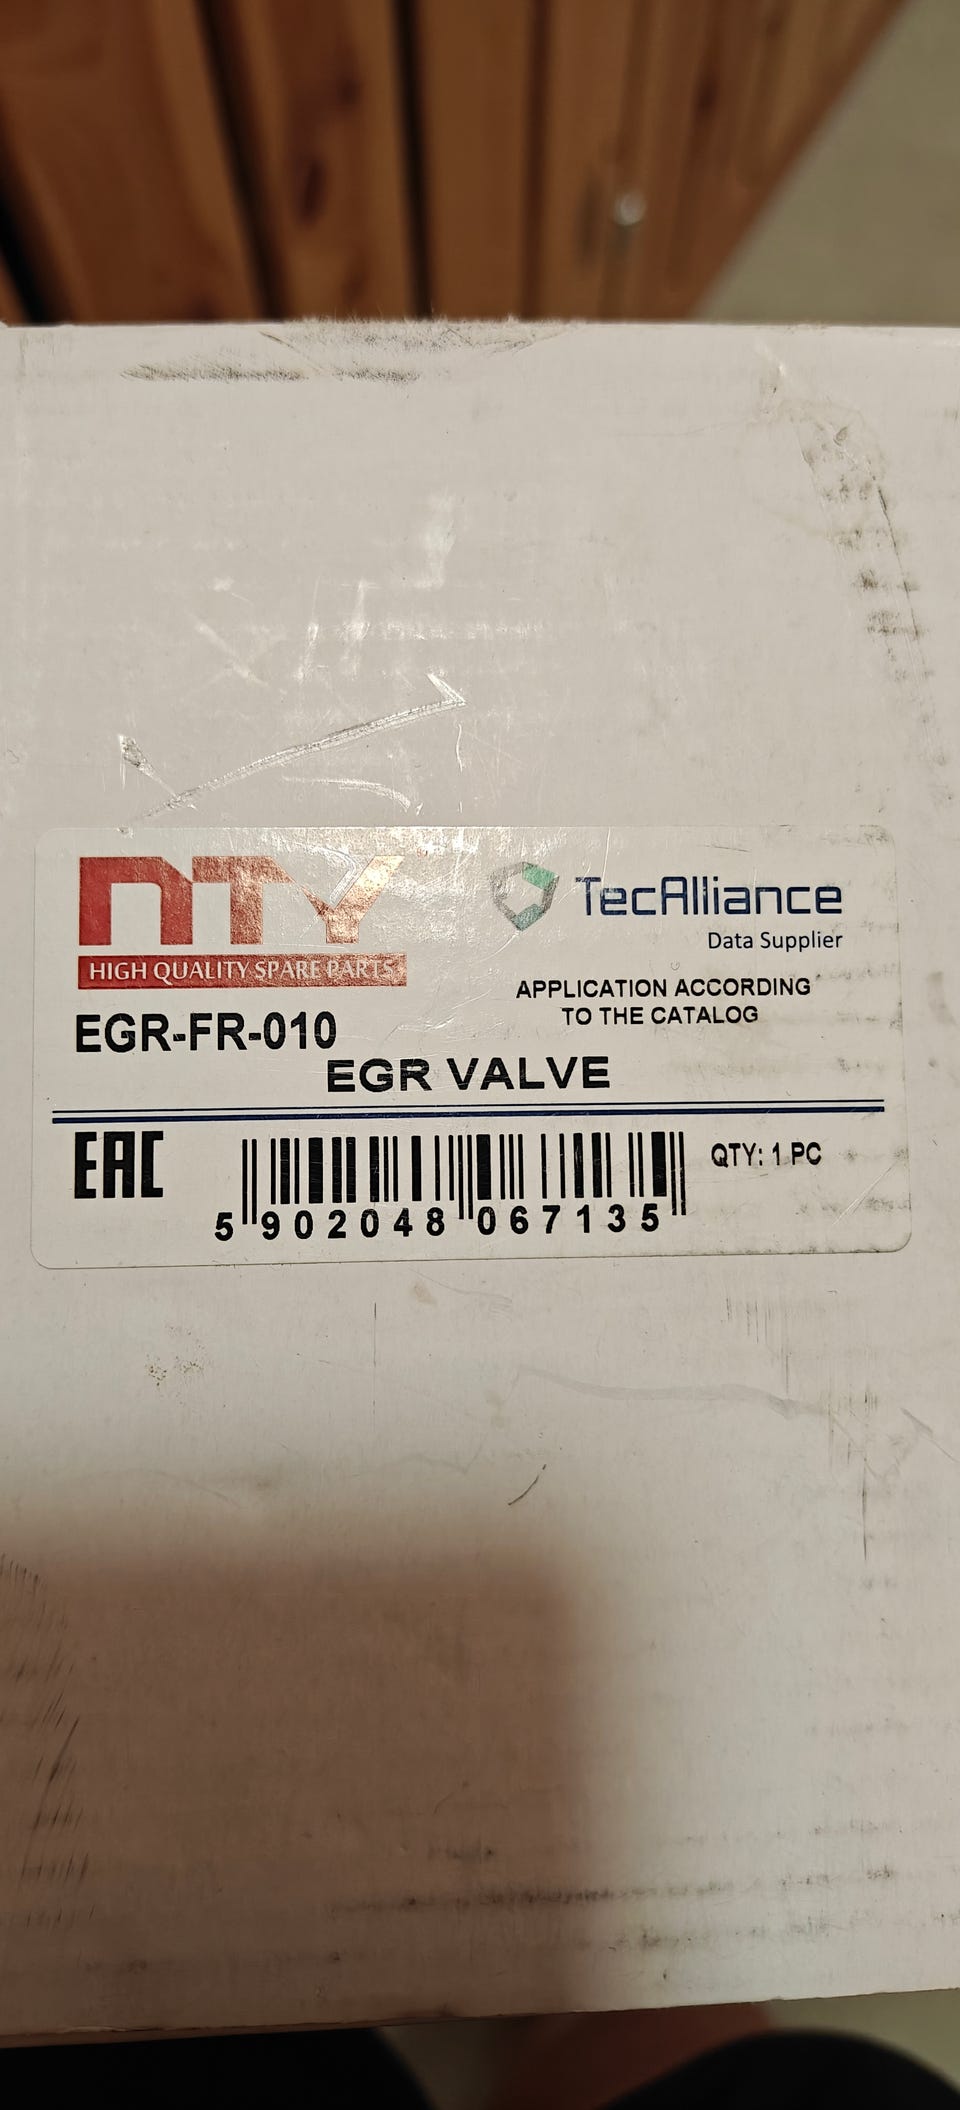 NTY
HIGH QUALITY SPARE PARTS
TecAlliance
Data Supplier
APPLICATION ACCORDING
TO THE CATALOG
EGR-FR-010
EGR VALVE
EAC
5 902048 067135
QTY: 1 PC